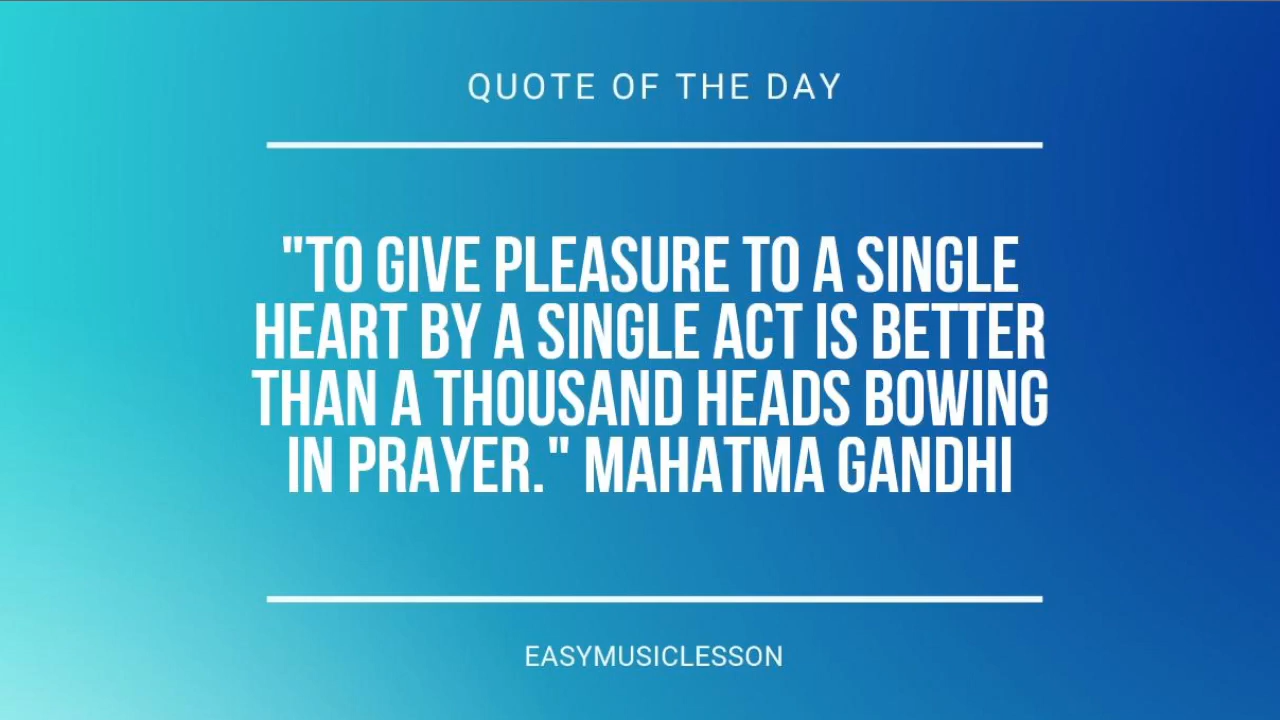 QUOTE OF THE DAY
"TO GIVE PLEASURE TO A SINGLE
HEART BY A SINGLE ACT IS BETTER
THAN A THOUSAND HEADS BOWING
IN PRAYER." MAHATMA GANDHI
EASYMUSICLESSON